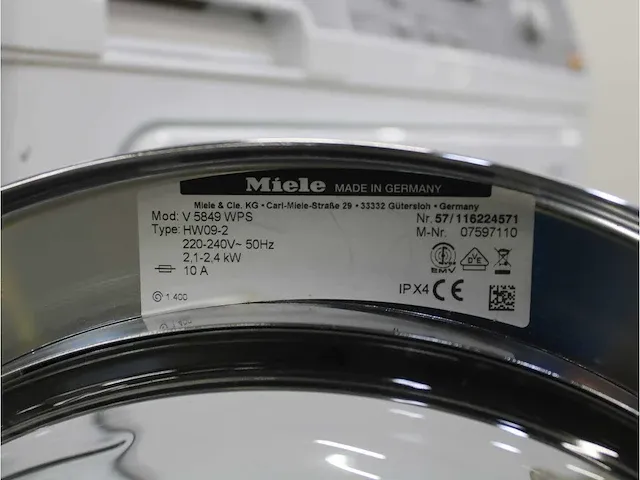 Miele MADE IN GERMANY
Miele & Cie. KG • Carl-Miele-Straße 29 • 33332 Gütersloh • Germany
Mod: V 5849 WPS Nr. 57/116224571
Type: HW09-2 M-Nr. 07597110
220-240V~ 50Hz
2,1-2,4 kW
10 A
EMV VDE
1 400 IPX4 CE